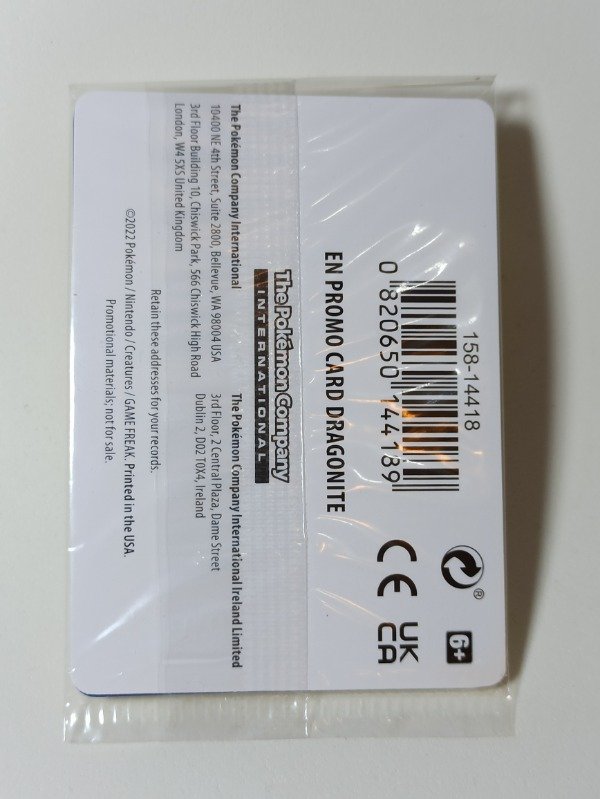 158-14418
0 820650 144189
6+
CE
UK
CA
EN PROMO CARD DRAGONITE
The Pokémon Company
INTERNATIONAL
The Pokémon Company International
10400 NE 4th Street, Suite 2800, Bellevue, WA 98004 USA
3rd Floor Building 10, Chiswick Park, 566 Chiswick High Road
London, W4 5XS United Kingdom
The Pokémon Company International Ireland Limited
3rd Floor, 2 Central Plaza, Dame Street
Dublin 2, D02 T0X4, Ireland
Retain these addresses for your records.
©2022 Pokémon / Nintendo / Creatures / GAME FREAK. Printed in the USA.
Promotional materials; not for sale.